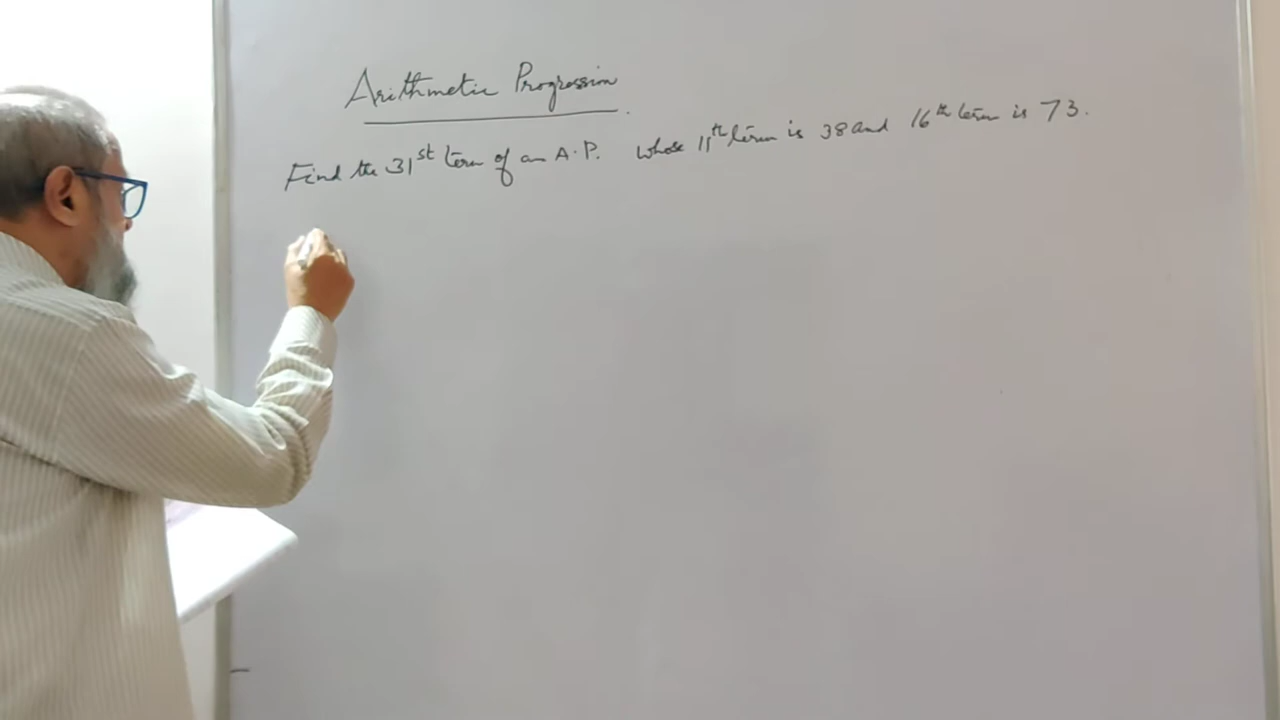 Arithmetic Progression
Find the 31st term of an A.P. whose 11th term is 38 and 16th term is 73.